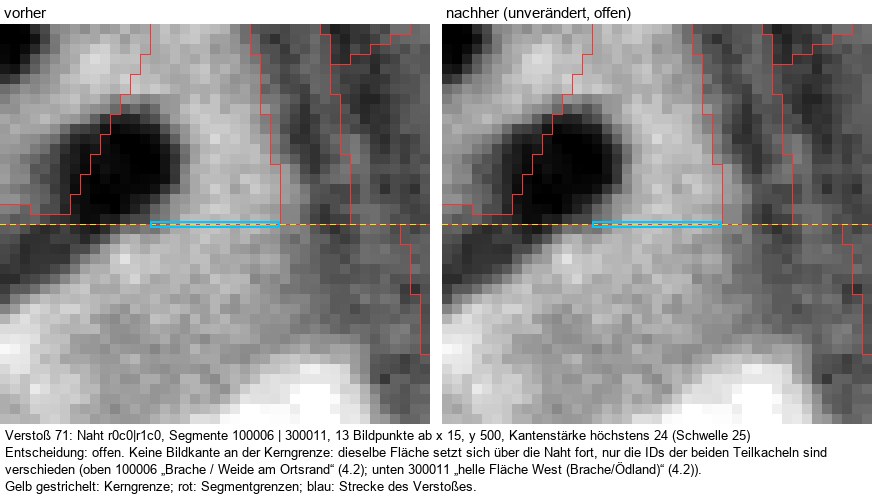 vorher
nachher (unverändert, offen)
Verstoß 71: Naht r0c0|r1c0, Segmente 100006 | 300011, 13 Bildpunkte ab x 15, y 500, Kantenstärke höchstens 24 (Schwelle 25)
Entscheidung: offen. Keine Bildkante an der Kerngrenze: dieselbe Fläche setzt sich über die Naht fort, nur die IDs der beiden Teilkacheln sind
verschieden (oben 100006 „Brache / Weide am Ortsrand“ (4.2); unten 300011 „helle Fläche West (Brache/Ödland)“ (4.2)).
Gelb gestrichelt: Kerngrenze; rot: Segmentgrenzen; blau: Strecke des Verstoßes.